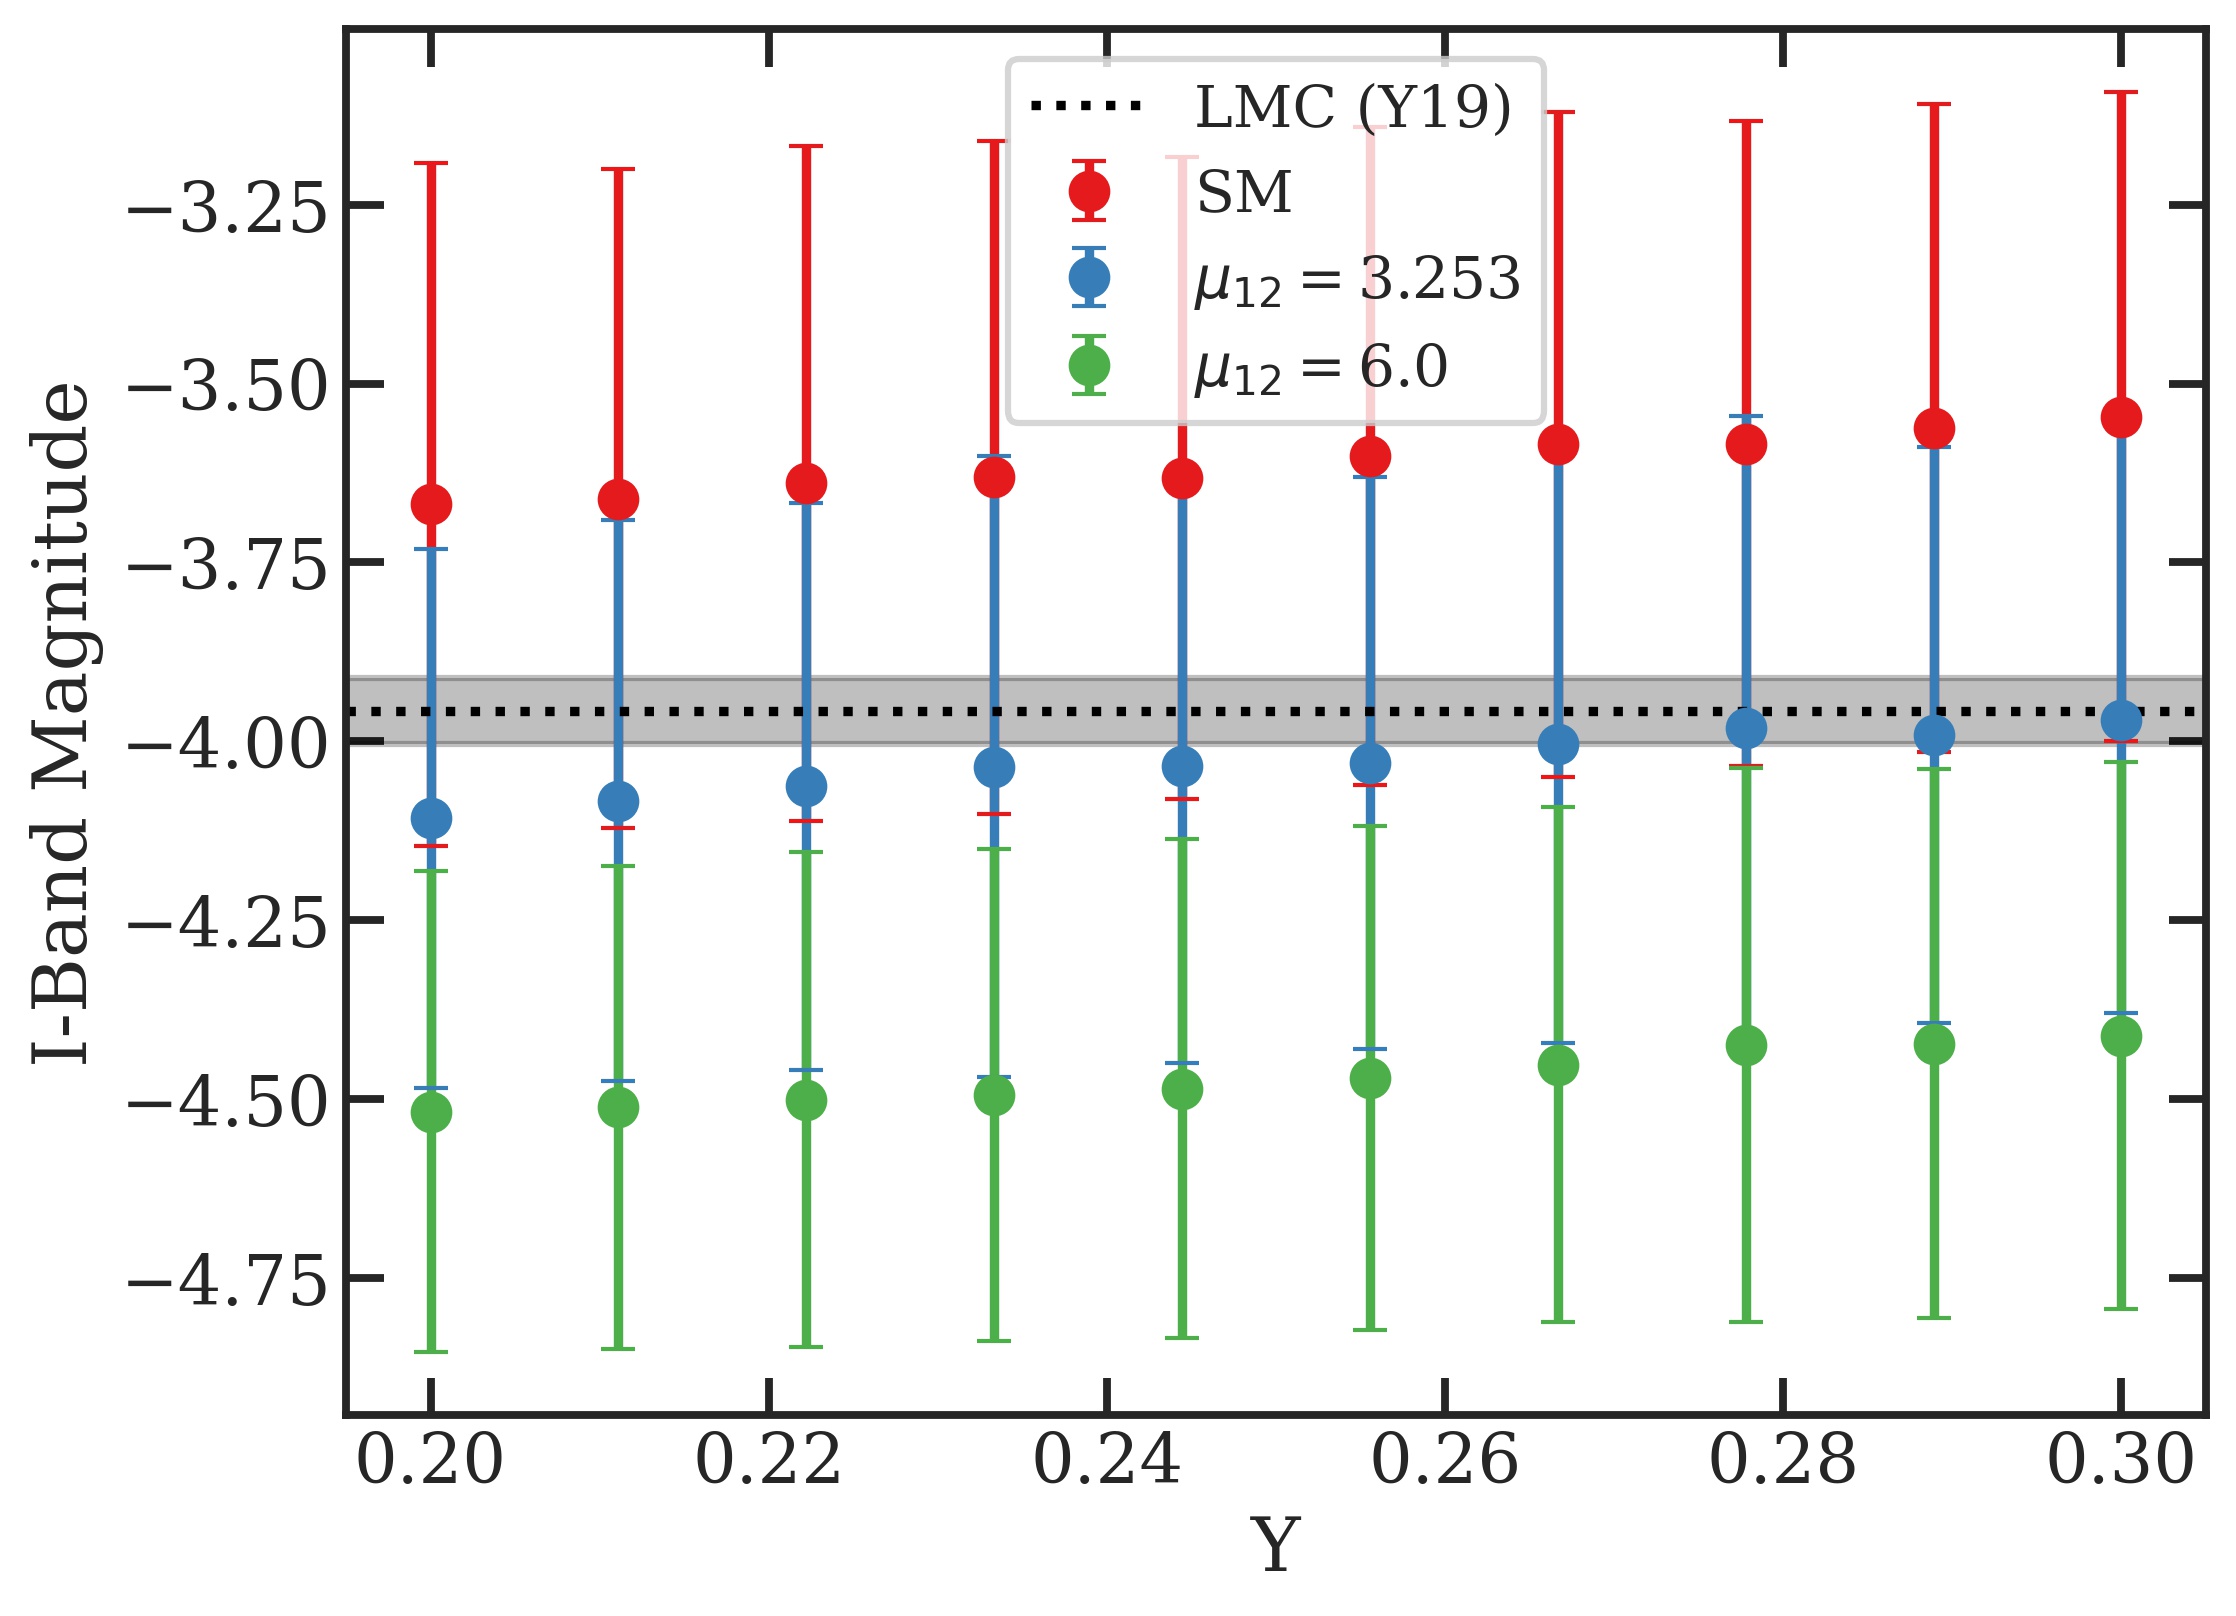 LMC (Y19)
SM
μ₁₂ = 3.253
μ₁₂ = 6.0
I-Band Magnitude
−3.25
−3.50
−3.75
−4.00
−4.25
−4.50
−4.75
0.20 0.22 0.24 0.26 0.28 0.30
Y